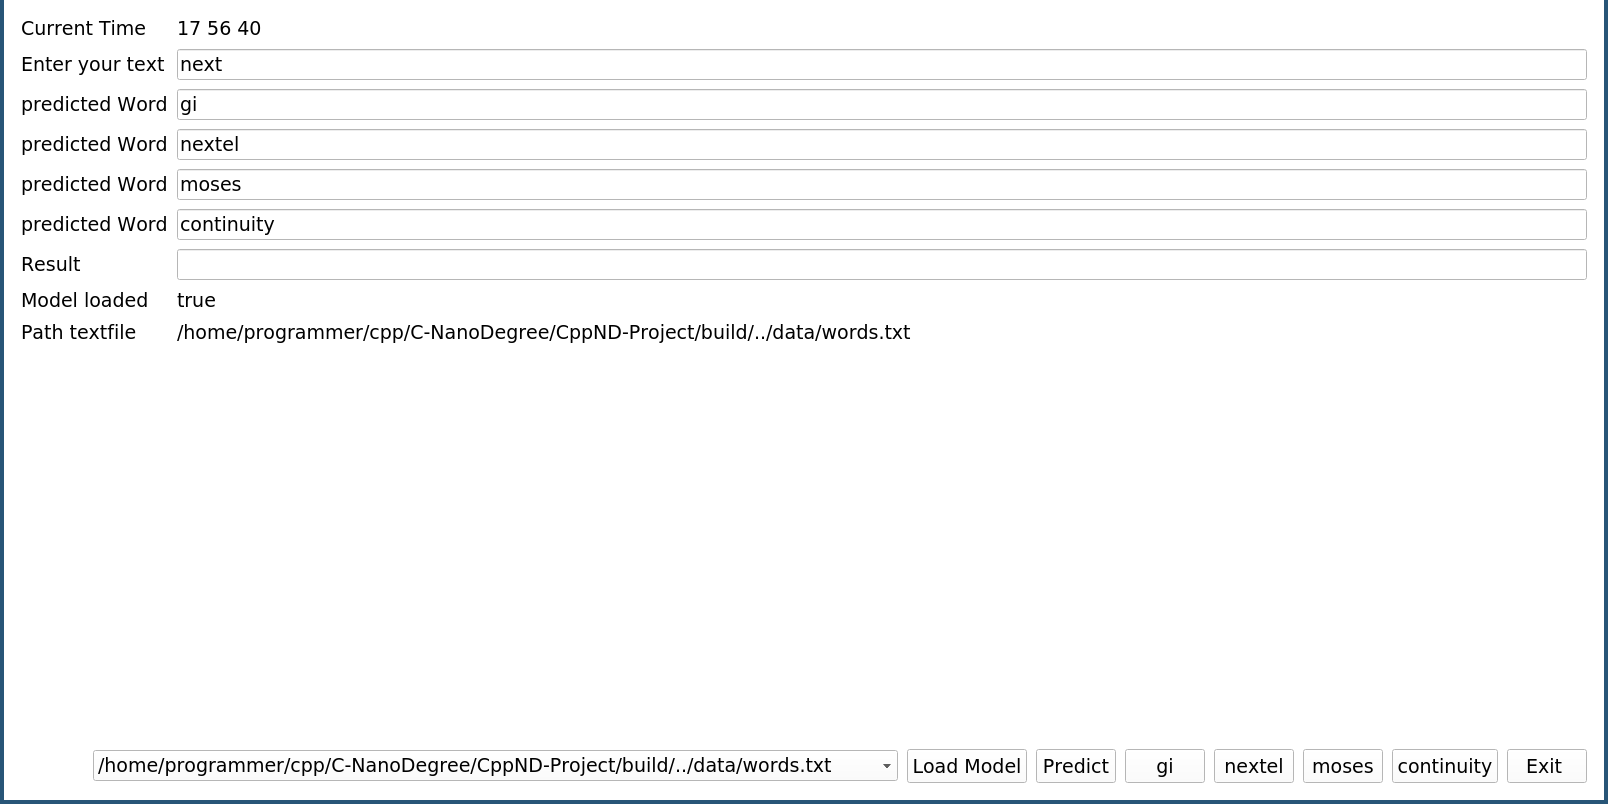 Current Time 17 56 40
Enter your text next
predicted Word gi
predicted Word nextel
predicted Word moses
predicted Word continuity
Result
Model loaded true
Path textfile /home/programmer/cpp/C-NanoDegree/CppND-Project/build/../data/words.txt
/home/programmer/cpp/C-NanoDegree/CppND-Project/build/../data/words.txt Load Model Predict gi nextel moses continuity Exit